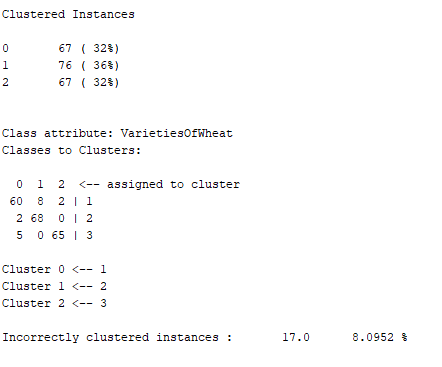 Clustered Instances
0 67 ( 32%)
1 76 ( 36%)
2 67 ( 32%)
Class attribute: VarietiesOfWheat
Classes to Clusters:
0 1 2 <-- assigned to cluster
60 8 2 | 1
2 68 0 | 2
5 0 65 | 3
Cluster 0 <-- 1
Cluster 1 <-- 2
Cluster 2 <-- 3
Incorrectly clustered instances : 17.0 8.0952 %